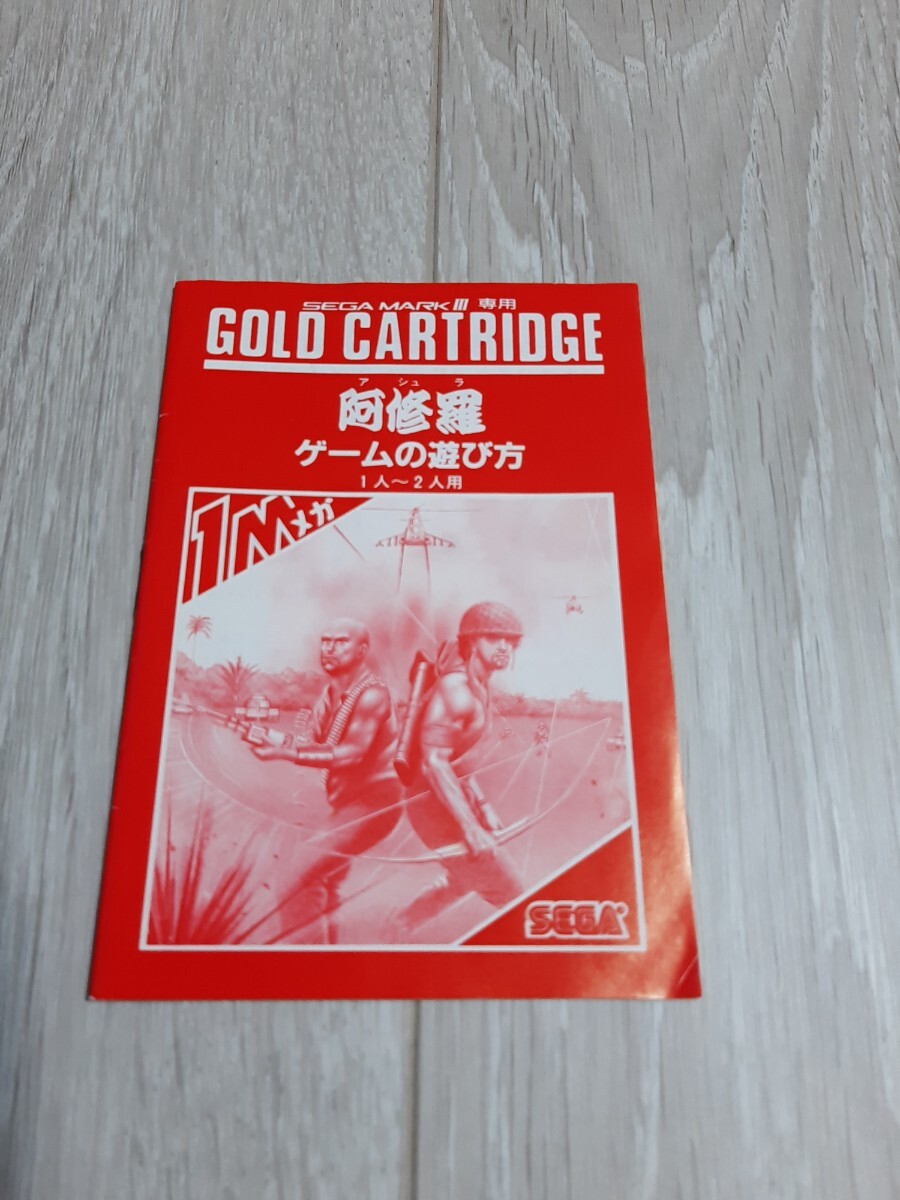 SEGA MARK III 専用
GOLD CARTRIDGE
アシュラ
阿修羅
ゲームの遊び方
1人～2人用
1Mメガ
SEGA®